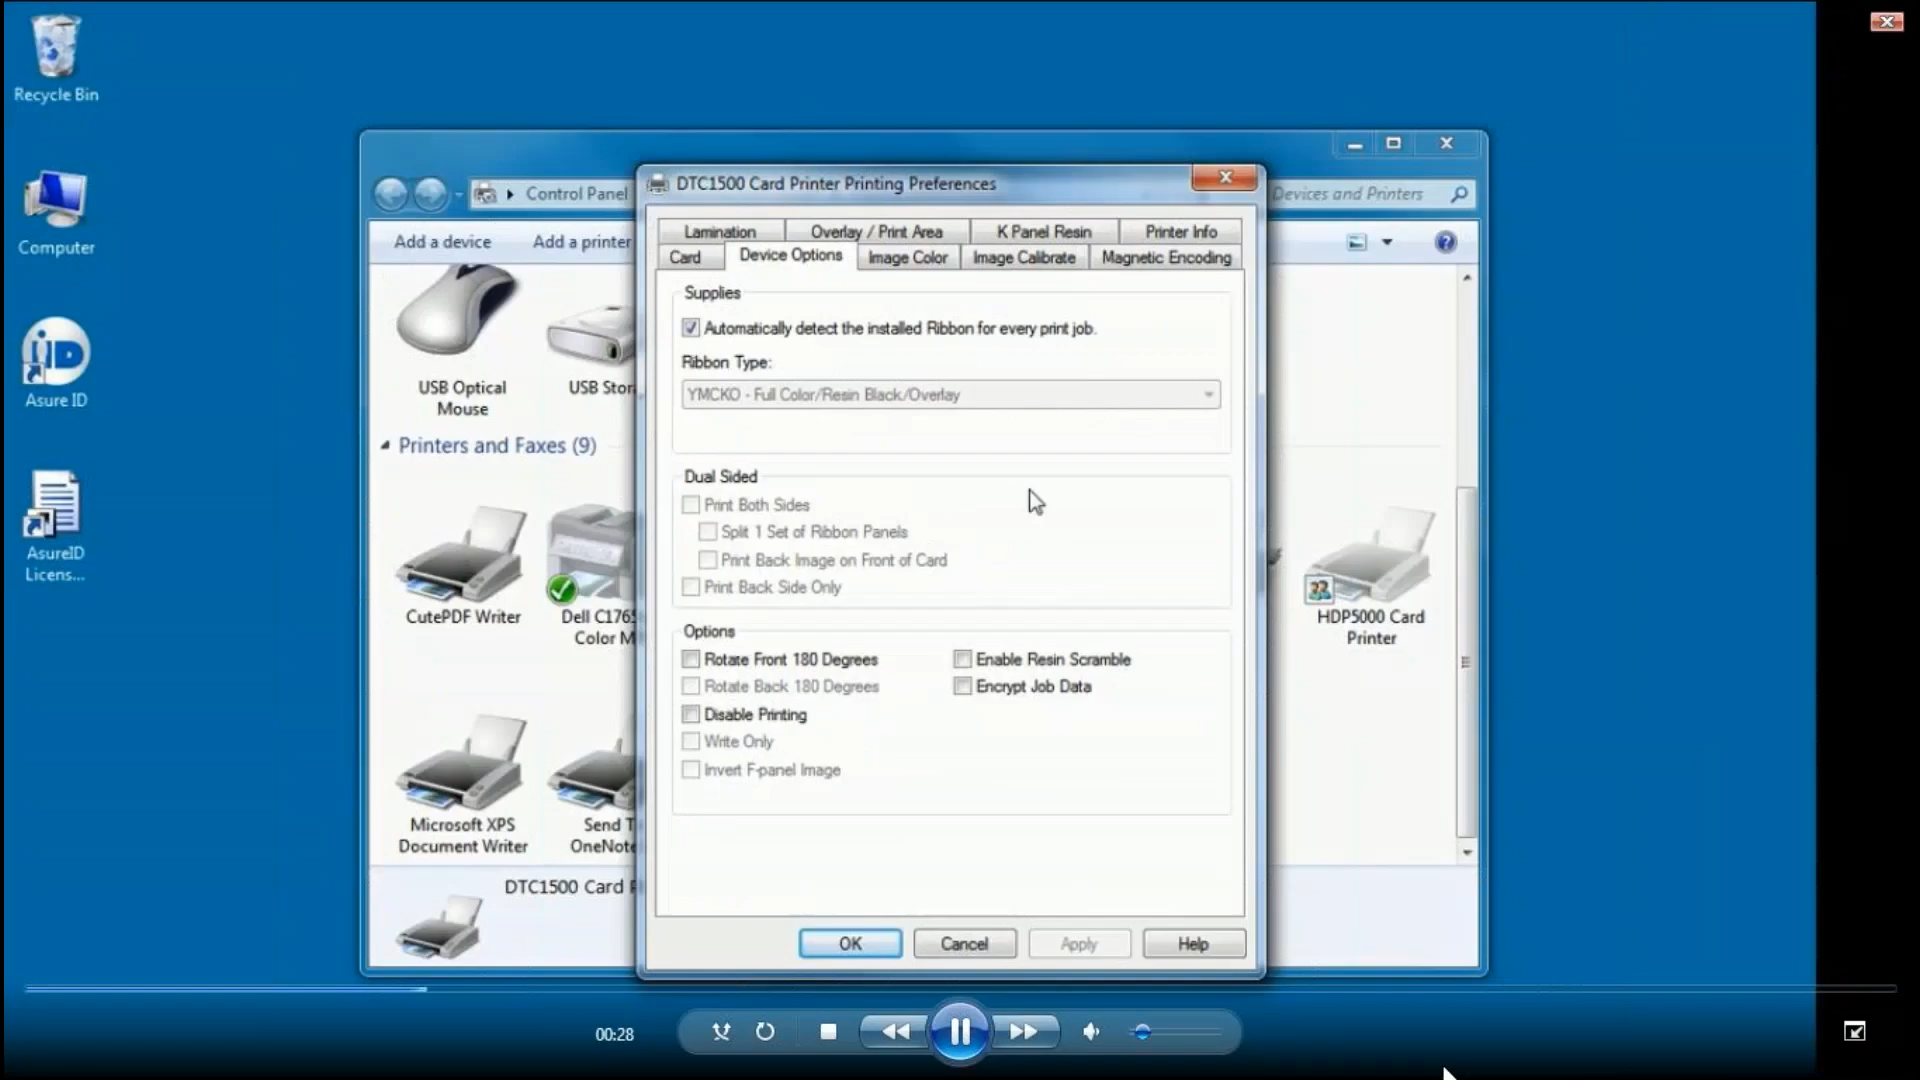 Recycle Bin
Computer
Asure ID
AsureID
Licens...
Control Panel
Devices and Printers
Add a device
Add a printer
USB Optical
Mouse
USB Stor
Printers and Faxes (9)
CutePDF Writer
Dell C176
Color M
HDP5000 Card
Printer
Microsoft XPS
Document Writer
Send T
OneNote
DTC1500 Card P
DTC1500 Card Printer Printing Preferences
Lamination
Overlay / Print Area
K Panel Resin
Printer Info
Card
Device Options
Image Color
Image Calibrate
Magnetic Encoding
Supplies
Automatically detect the installed Ribbon for every print job.
Ribbon Type:
YMCKO - Full Color/Resin Black/Overlay
Dual Sided
Print Both Sides
Split 1 Set of Ribbon Panels
Print Back Image on Front of Card
Print Back Side Only
Options
Rotate Front 180 Degrees
Enable Resin Scramble
Rotate Back 180 Degrees
Encrypt Job Data
Disable Printing
Write Only
Invert F-panel Image
OK
Cancel
Apply
Help
00:28